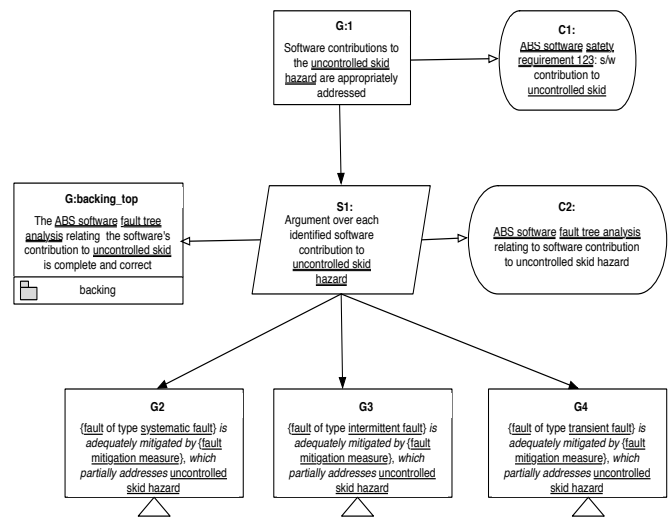 G:1
Software contributions to
the uncontrolled skid
hazard are appropriately
addressed
C1:
ABS software safety
requirement 123: s/w
contribution to
uncontrolled skid
G:backing_top
The ABS software fault tree
analysis relating the software's
contribution to uncontrolled skid
is complete and correct
backing
S1:
Argument over each
identified software
contribution to
uncontrolled skid
hazard
C2:
ABS software fault tree analysis
relating to software contribution
to uncontrolled skid hazard
G2
{fault of type systematic fault} is
adequately mitigated by {fault
mitigation measure}, which
partially addresses uncontrolled
skid hazard
G3
{fault of type intermittent fault} is
adequately mitigated by {fault
mitigation measure}, which
partially addresses uncontrolled
skid hazard
G4
{fault of type transient fault} is
adequately mitigated by {fault
mitigation measure}, which
partially addresses uncontrolled
skid hazard